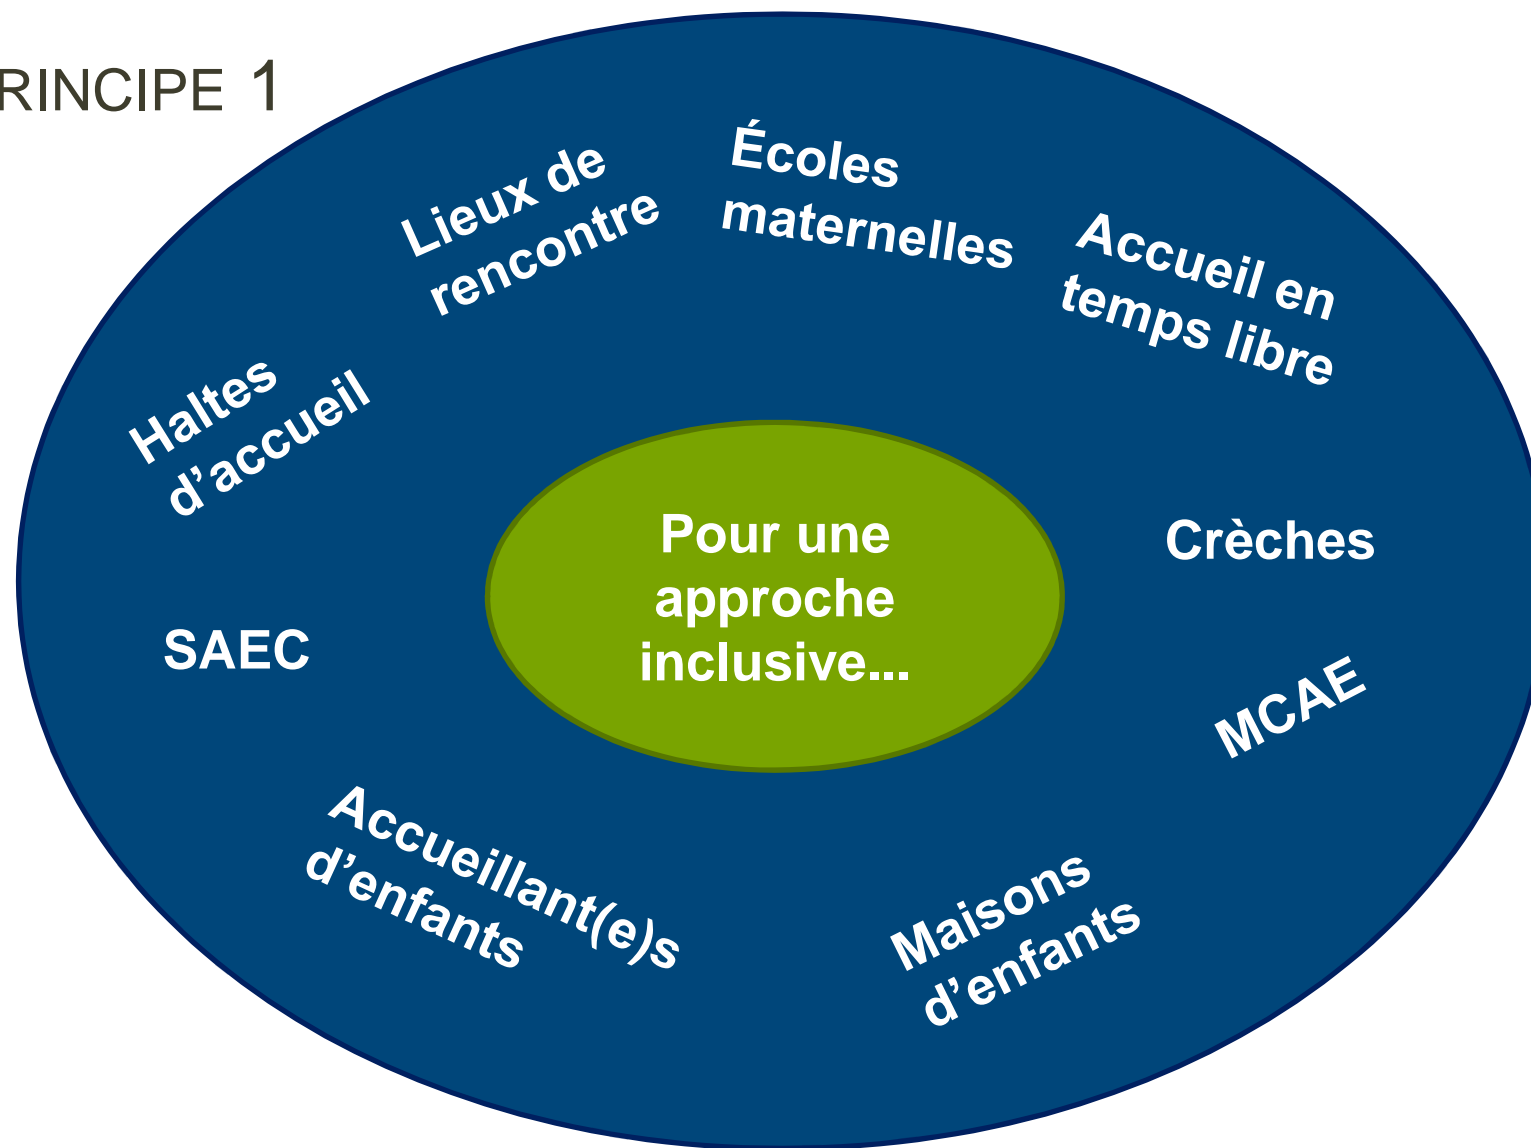 RINCIPE 1
Lieux de
rencontre
Écoles
maternelles
Accueil en
temps libre
Haltes
d’accueil
Pour une
approche
inclusive...
Crèches
SAEC
MCAE
Accueillant(e)s
d’enfants
Maisons
d’enfants